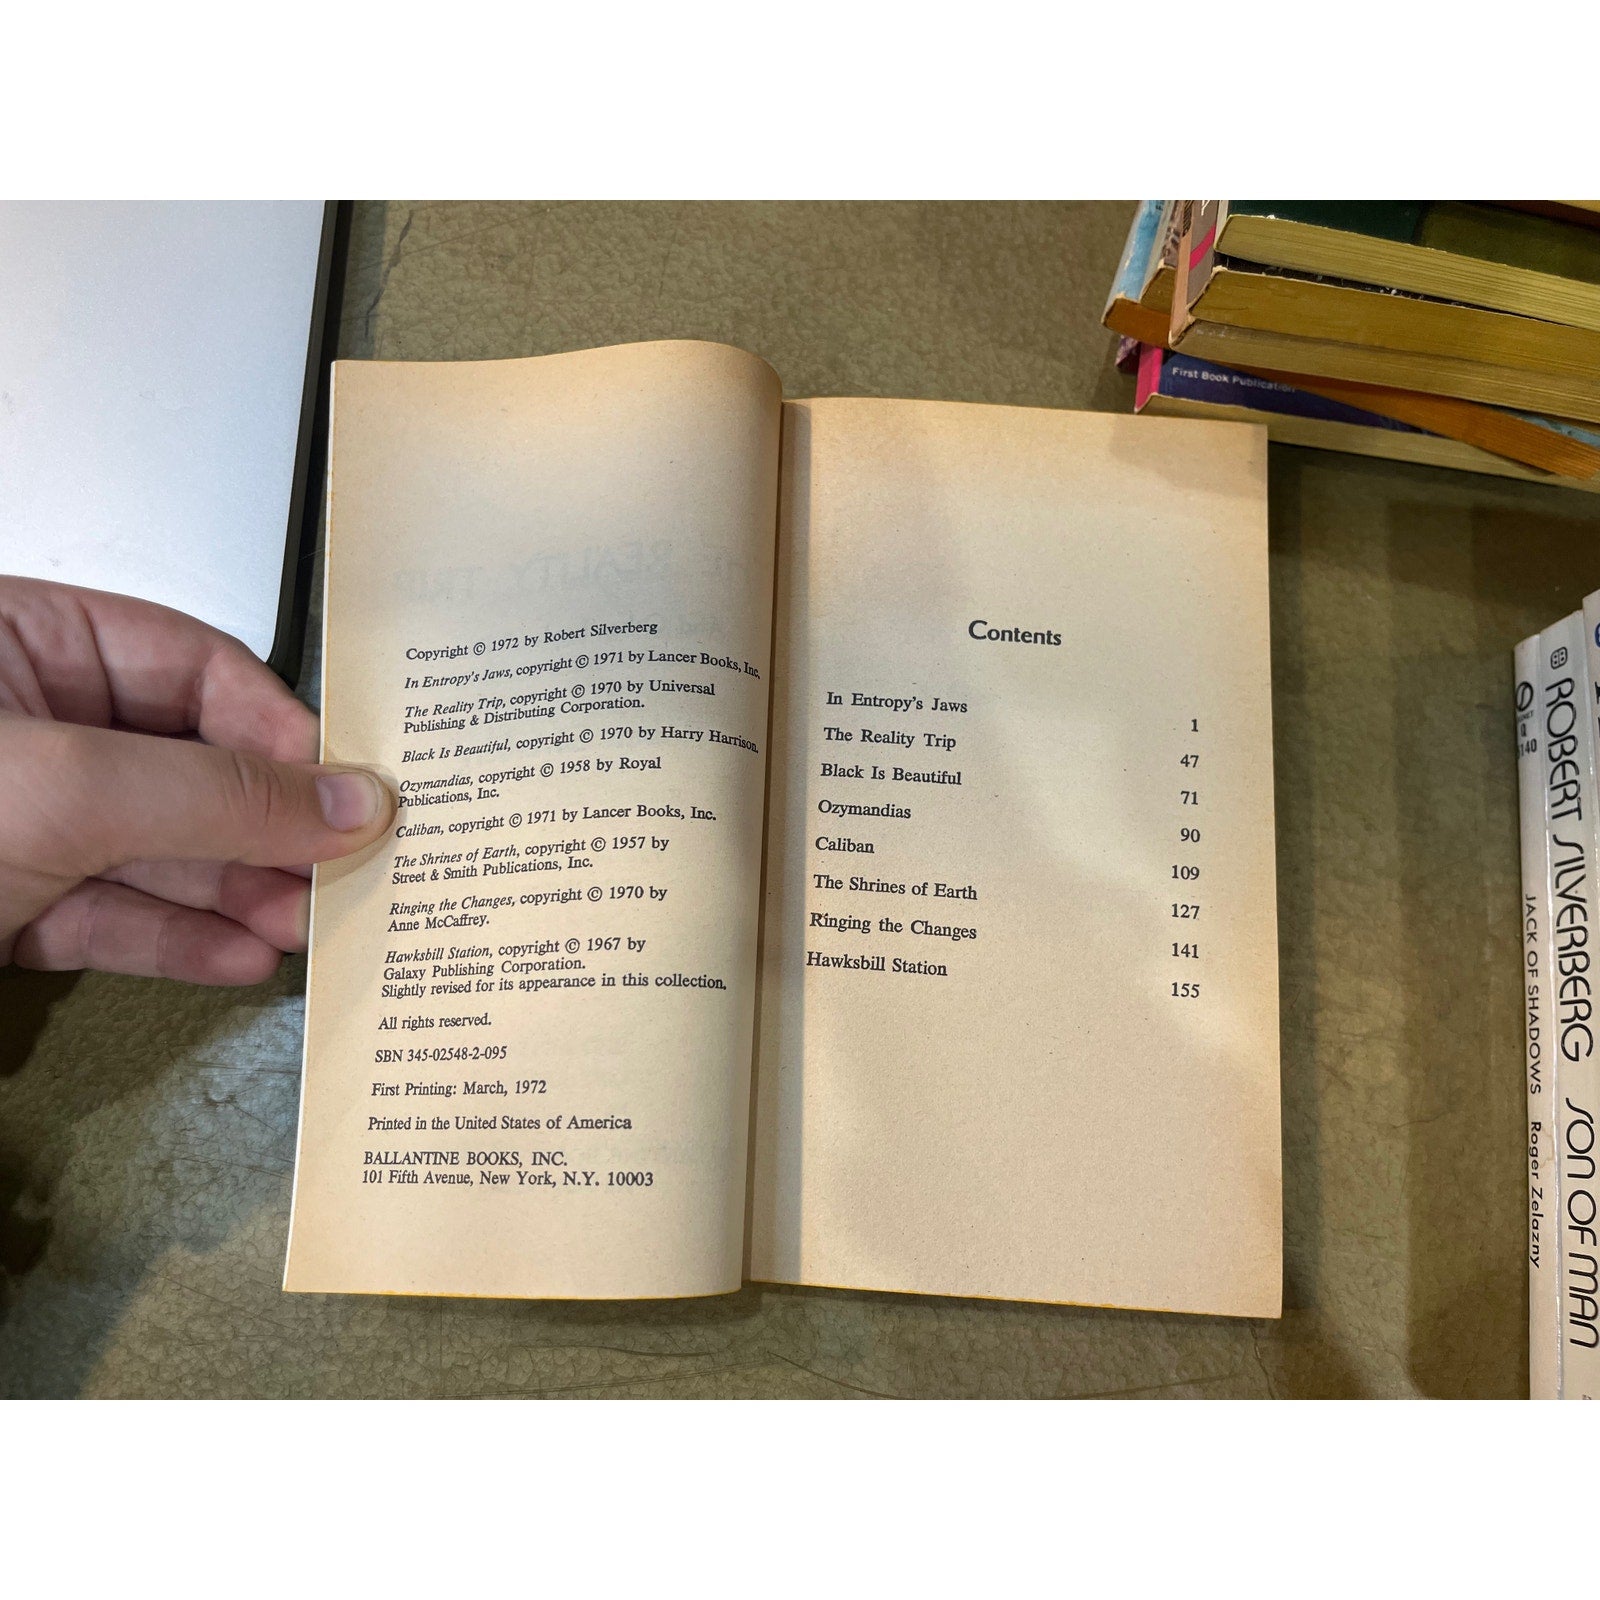 Copyright © 1972 by Robert Silverberg
In Entropy's Jaws, copyright © 1971 by Lancer Books, Inc.
The Reality Trip, copyright © 1970 by Universal
Publishing & Distributing Corporation.
Black Is Beautiful, copyright © 1970 by Harry Harrison.
Ozymandias, copyright © 1958 by Royal
Publications, Inc.
Caliban, copyright © 1971 by Lancer Books, Inc.
The Shrines of Earth, copyright © 1957 by
Street & Smith Publications, Inc.
Ringing the Changes, copyright © 1970 by
Anne McCaffrey.
Hawksbill Station, copyright © 1967 by
Galaxy Publishing Corporation.
Slightly revised for its appearance in this collection.
All rights reserved.
SBN 345-02548-2-095
First Printing: March, 1972
Printed in the United States of America
BALLANTINE BOOKS, INC.
101 Fifth Avenue, New York, N.Y. 10003
Contents
In Entropy's Jaws 1
The Reality Trip 47
Black Is Beautiful 71
Ozymandias 90
Caliban 109
The Shrines of Earth 127
Ringing the Changes 141
Hawksbill Station 155
First Book Publication
JACK OF SHADOWS Roger Zelazny
ROBERT SILVERBERG SON OF MAN